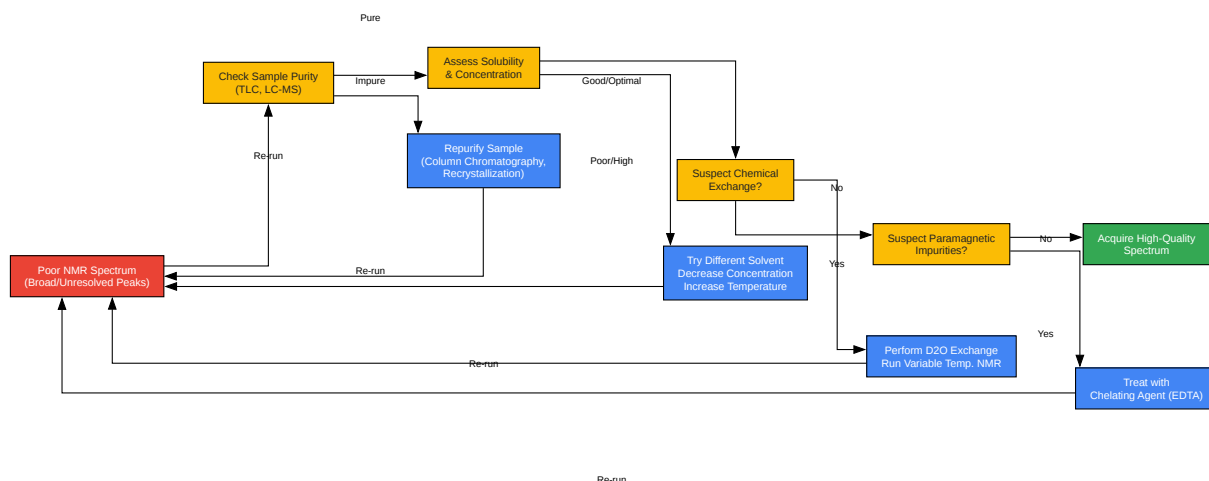 Pure
Assess Solubility
& Concentration
Check Sample Purity
(TLC, LC-MS)
Impure
Good/Optimal
Repurify Sample
(Column Chromatography,
Recrystallization)
Re-run
Poor/High
Suspect Chemical
Exchange?
No
Suspect Paramagnetic
Impurities?
No
Acquire High-Quality
Spectrum
Poor NMR Spectrum
(Broad/Unresolved Peaks)
Re-run
Try Different Solvent
Decrease Concentration
Increase Temperature
Yes
Yes
Perform D2O Exchange
Run Variable Temp. NMR
Re-run
Treat with
Chelating Agent (EDTA)
Re-run